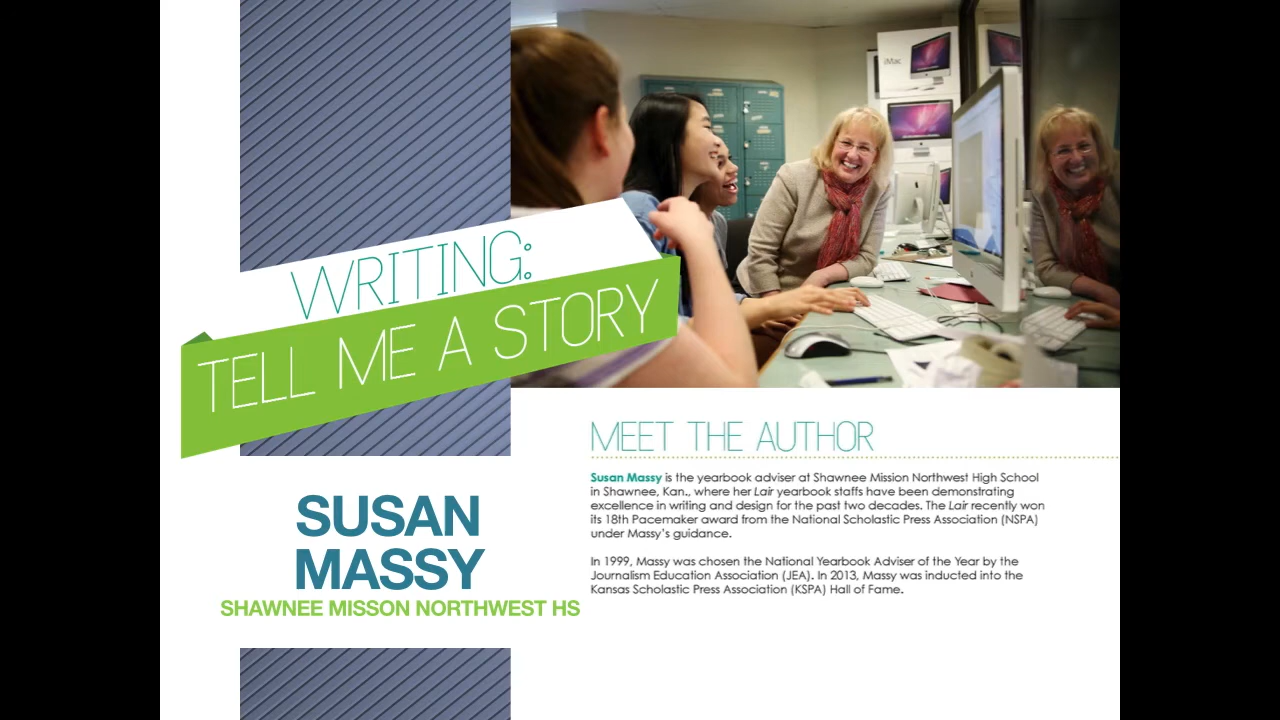 iMac
WRITING:
TELL ME A STORY
MEET THE AUTHOR
Susan Massy is the yearbook adviser at Shawnee Mission Northwest High School
in Shawnee, Kan., where her Lair yearbook staffs have been demonstrating
excellence in writing and design for the past two decades. The Lair recently won
its 18th Pacemaker award from the National Scholastic Press Association (NSPA)
under Massy's guidance.
In 1999, Massy was chosen the National Yearbook Adviser of the Year by the
Journalism Education Association (JEA). In 2013, Massy was inducted into the
Kansas Scholastic Press Association (KSPA) Hall of Fame.
SUSAN
MASSY
SHAWNEE MISSON NORTHWEST HS